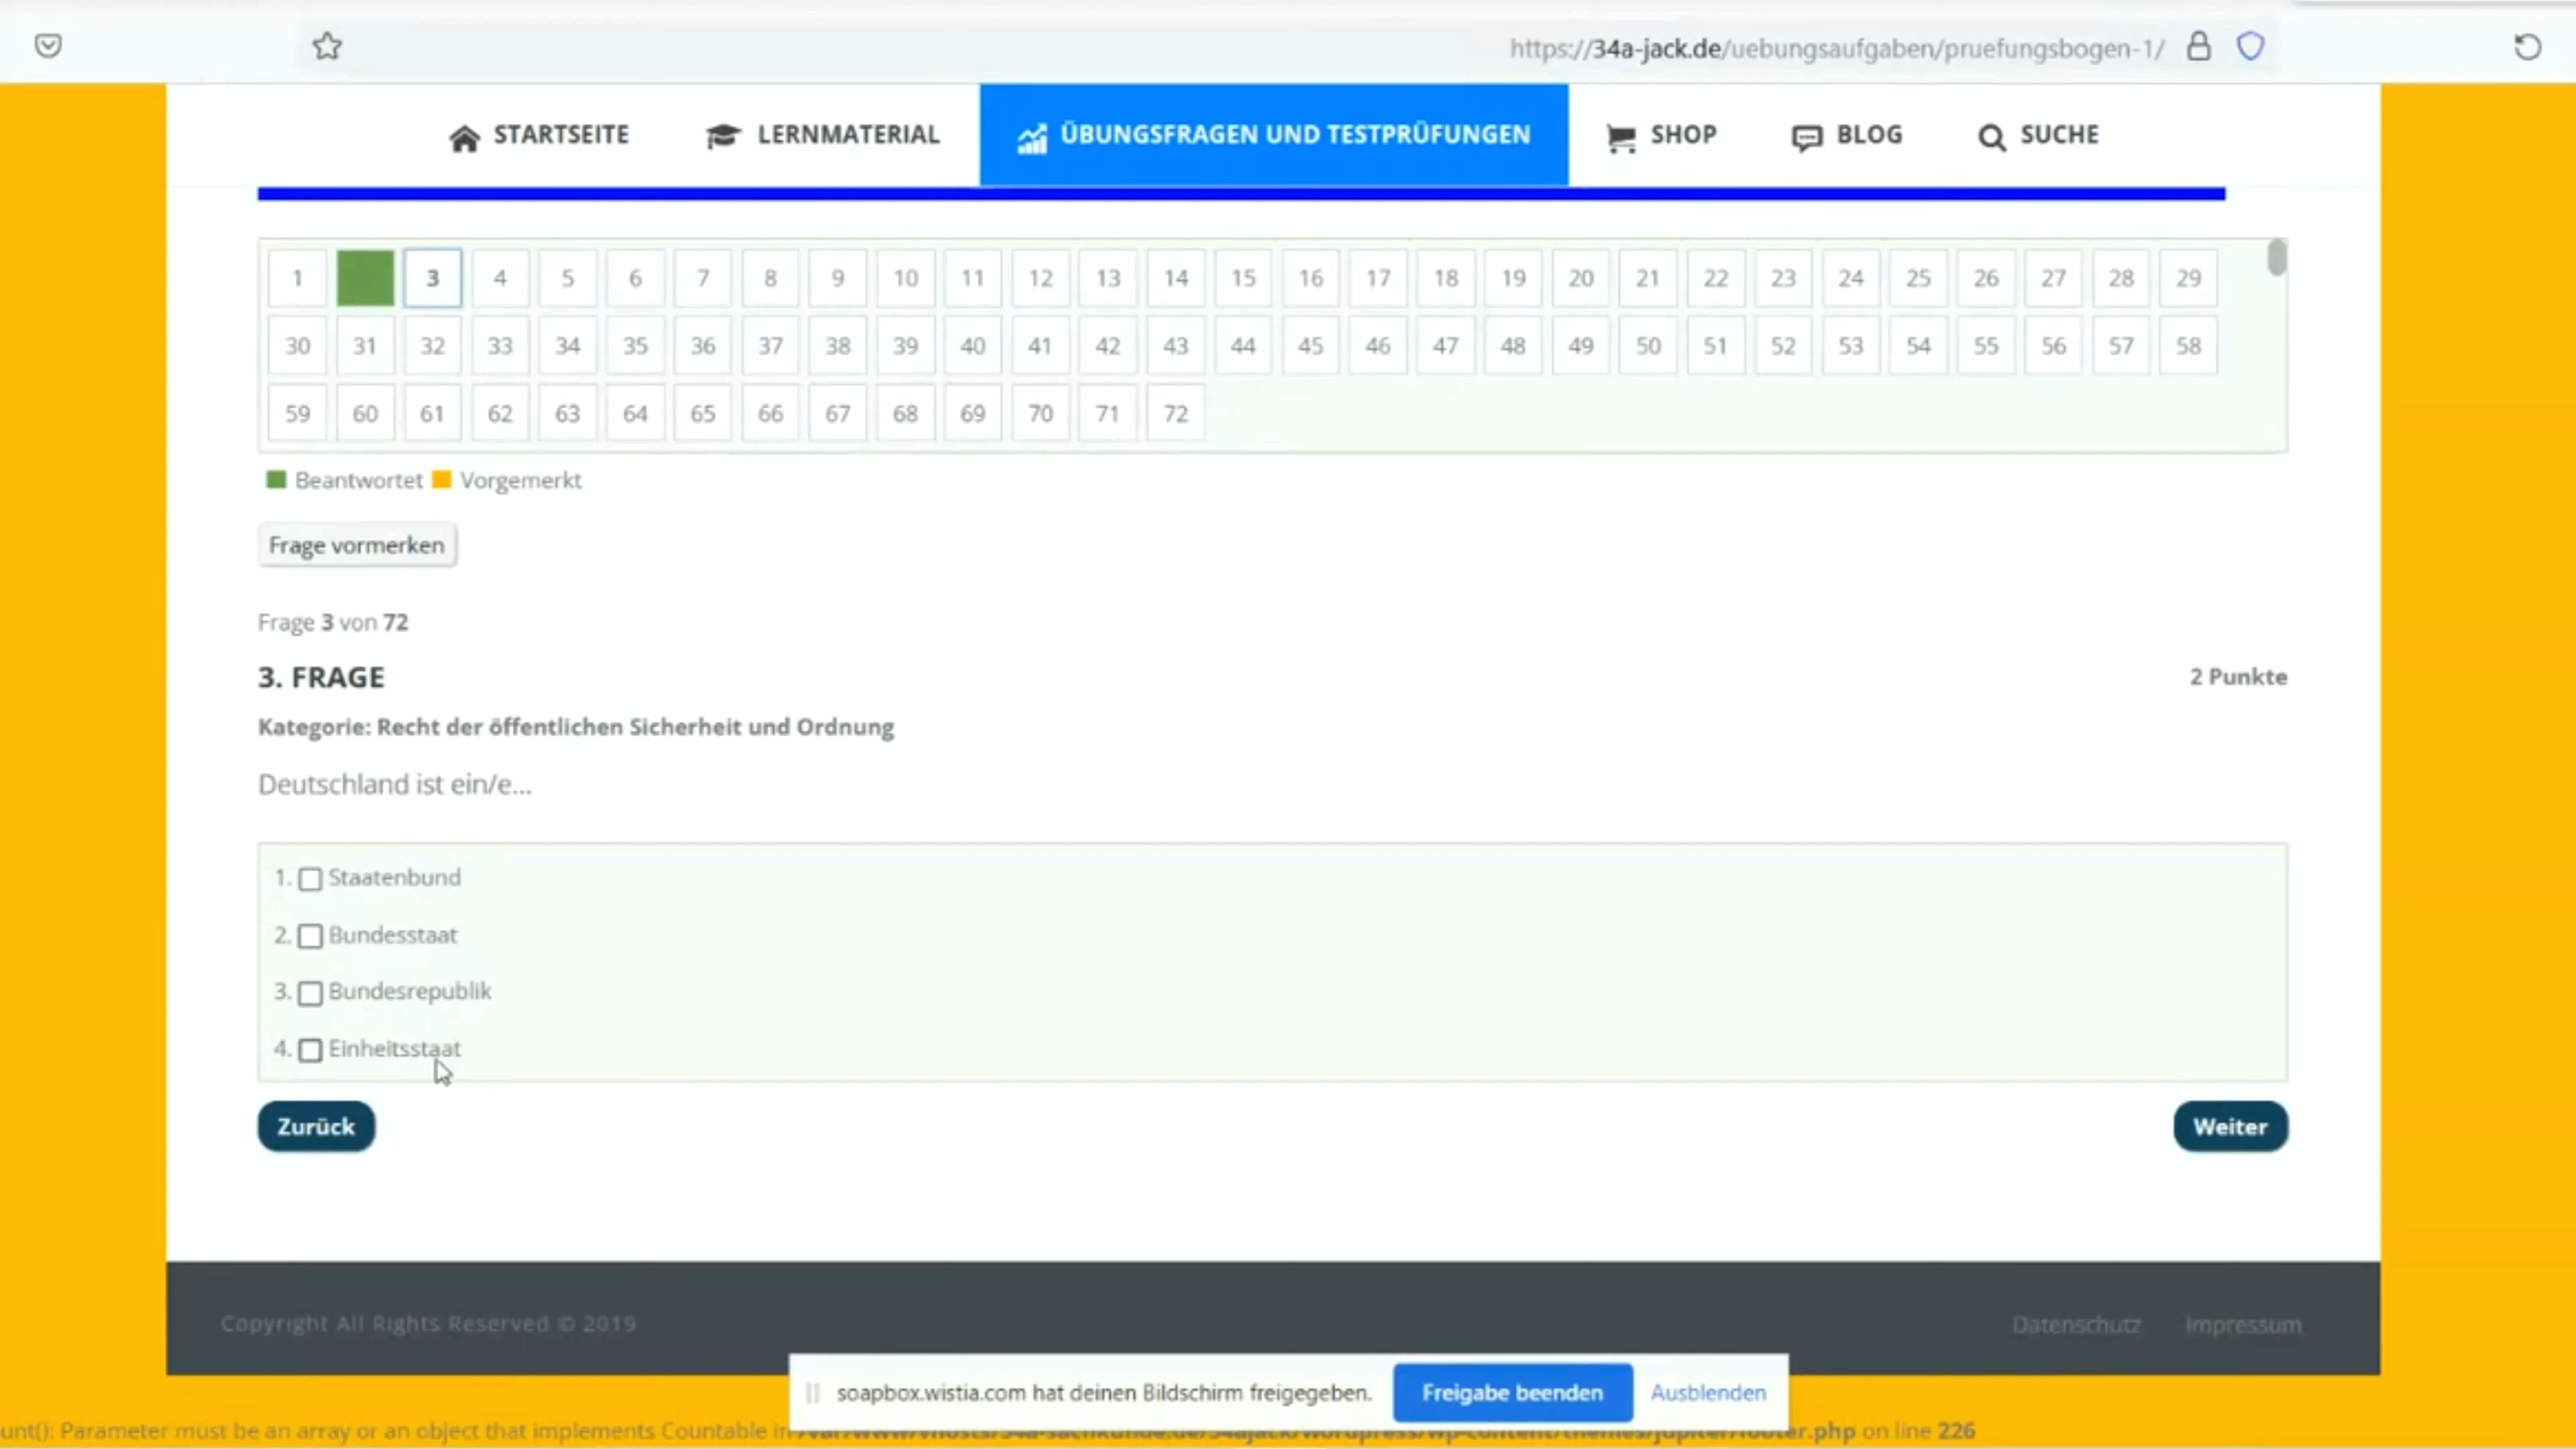 https://34a-jack.de/uebungsaufgaben/pruefungsbogen-1/
STARTSEITE LERNMATERIAL ÜBUNGSFRAGEN UND TESTPRÜFUNGEN SHOP BLOG SUCHE
1 3 4 5 6 7 8 9 10 11 12 13 14 15 16 17 18 19 20 21 22 23 24 25 26 27 28 29
30 31 32 33 34 35 36 37 38 39 40 41 42 43 44 45 46 47 48 49 50 51 52 53 54 55 56 57 58
59 60 61 62 63 64 65 66 67 68 69 70 71 72
Beantwortet Vorgemerkt
Frage vormerken
Frage 3 von 72
3. FRAGE 2 Punkte
Kategorie: Recht der öffentlichen Sicherheit und Ordnung
Deutschland ist ein/e...
1. Staatenbund
2. Bundesstaat
3. Bundesrepublik
4. Einheitsstaat
Zurück Weiter
Copyright All Rights Reserved © 2019 Datenschutz Impressum
soapbox.wistia.com hat deinen Bildschirm freigegeben. Freigabe beenden Ausblenden
unt(): Parameter must be an array or an object that implements Countable in on line 226